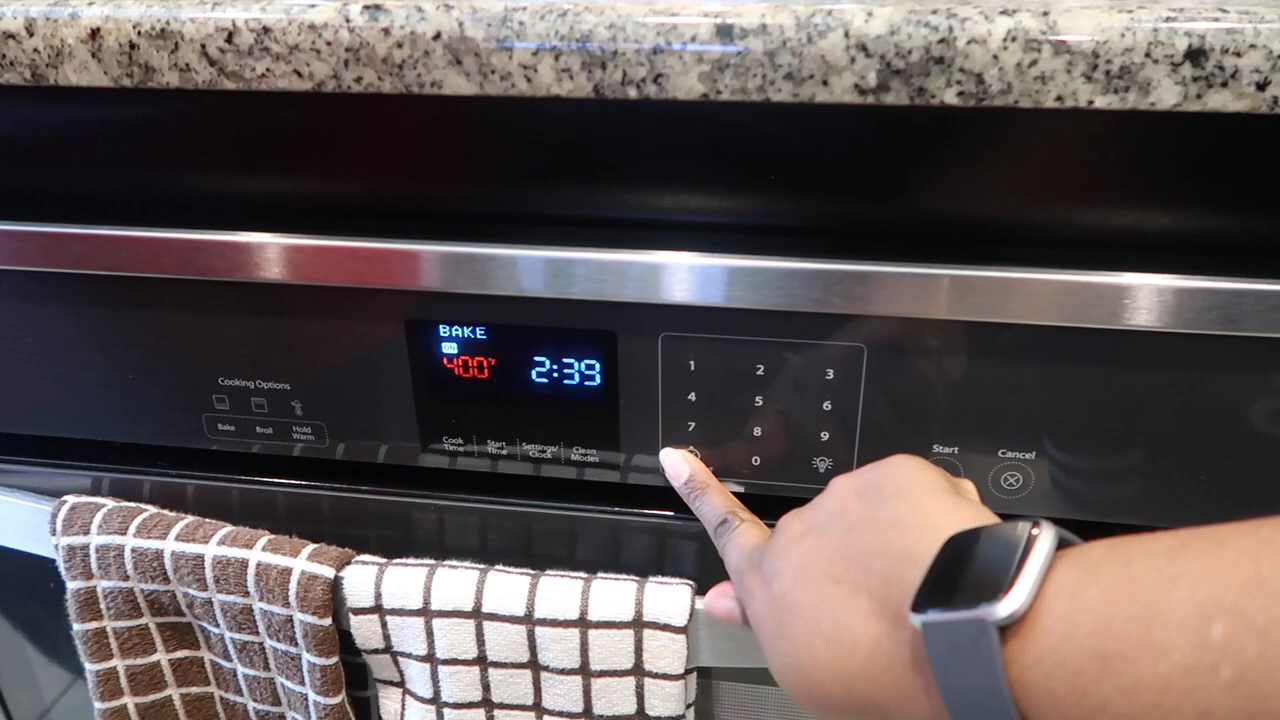 BAKE
ON
400°
2:39
Cooking Options
Bake
Broil
Hold
Warm
Cook
Time
Start
Time
Settings/
Clock
Clean
Modes
1 2 3
4 5 6
7 8 9
0
Start
Cancel